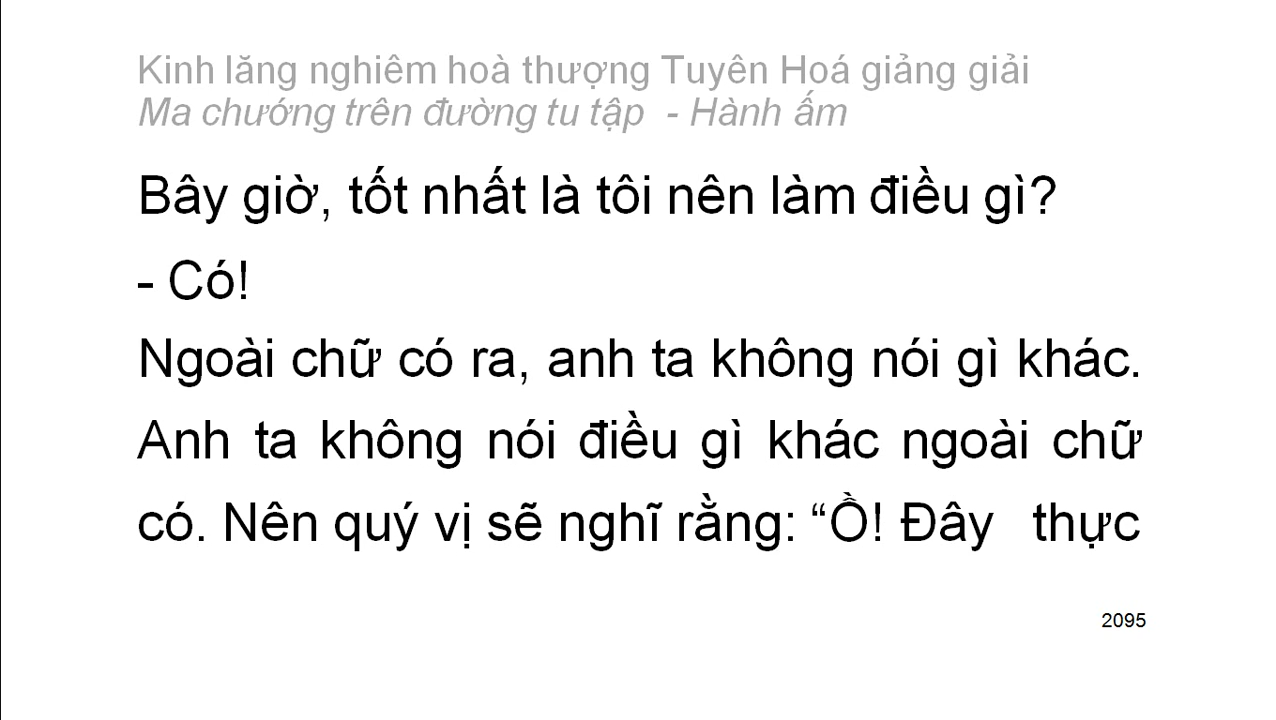 Kinh lăng nghiêm hoà thượng Tuyên Hoá giảng giải
Ma chướng trên đường tu tập - Hành ấm
Bây giờ, tốt nhất là tôi nên làm điều gì?
- Có!
Ngoài chữ có ra, anh ta không nói gì khác.
Anh ta không nói điều gì khác ngoài chữ
có. Nên quý vị sẽ nghĩ rằng: “Ồ! Đây thực
2095